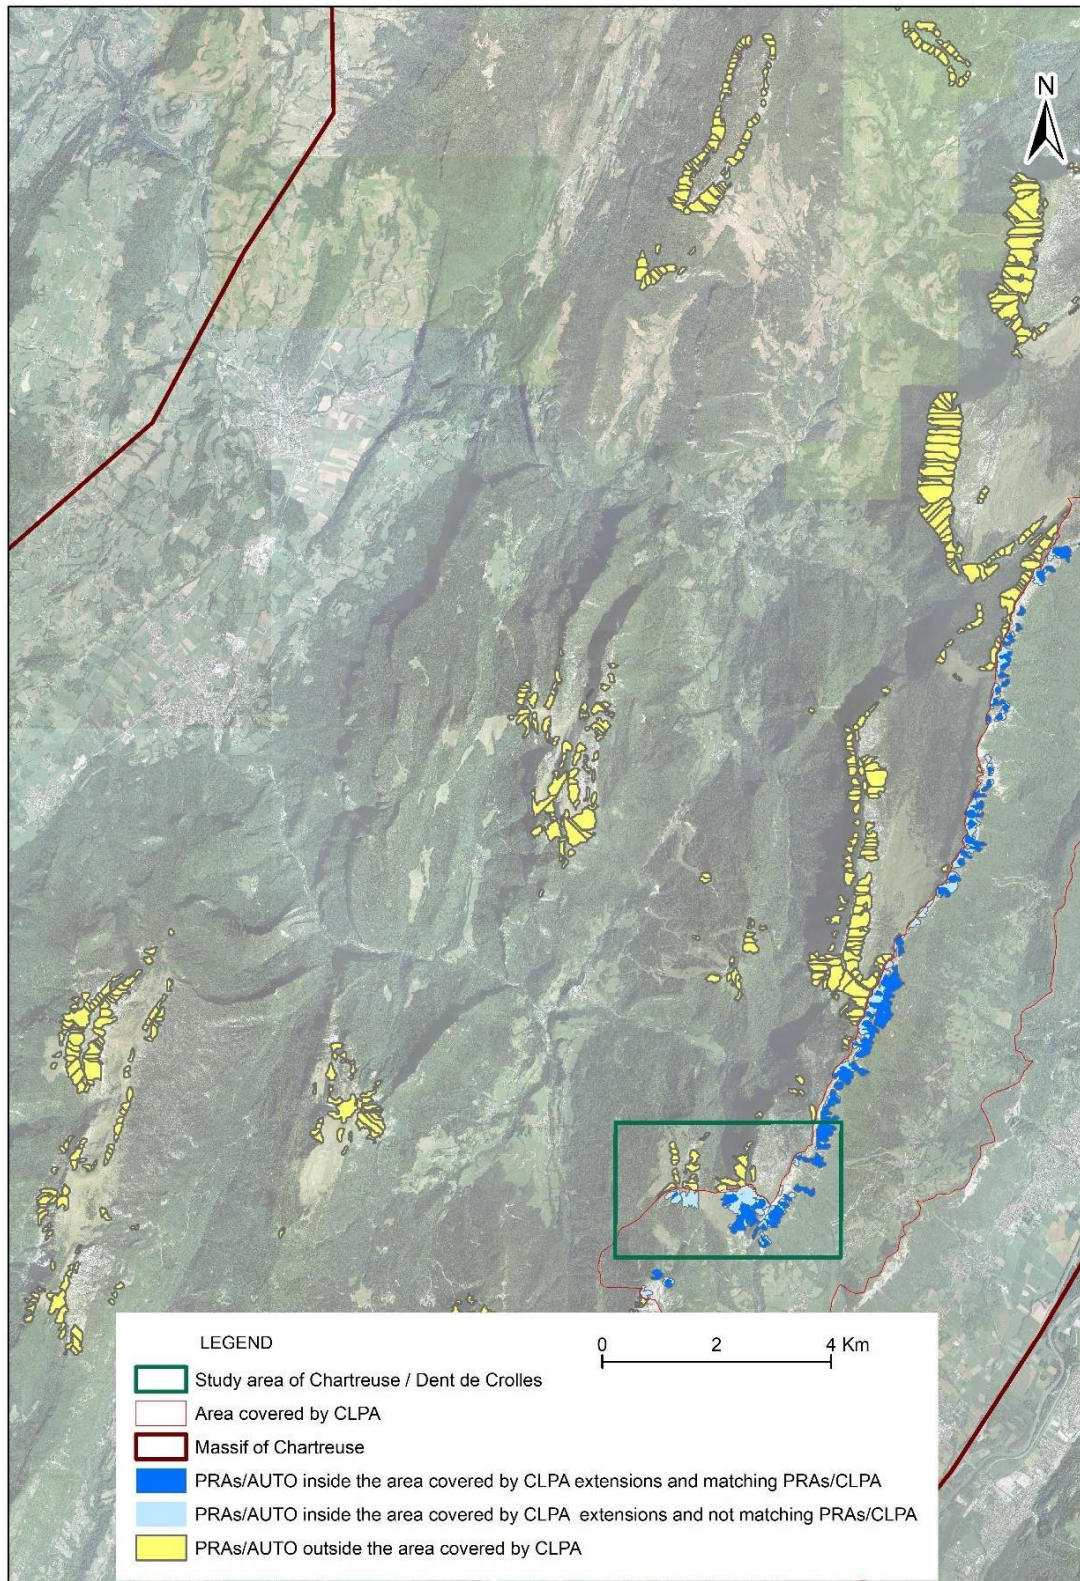 N
LEGEND
0 2 4 Km
Study area of Chartreuse / Dent de Crolles
Area covered by CLPA
Massif of Chartreuse
PRAs/AUTO inside the area covered by CLPA extensions and matching PRAs/CLPA
PRAs/AUTO inside the area covered by CLPA extensions and not matching PRAs/CLPA
PRAs/AUTO outside the area covered by CLPA